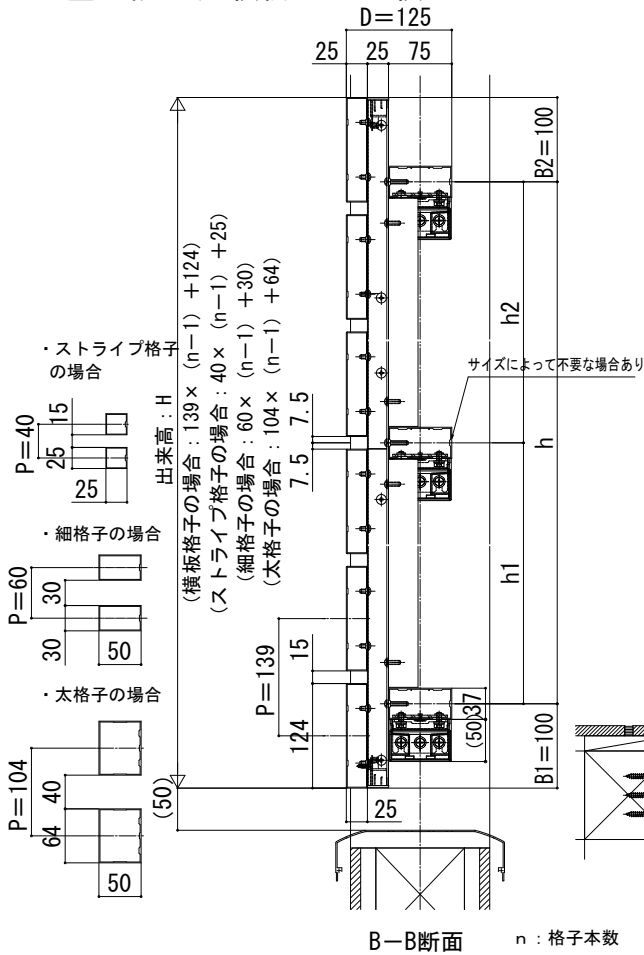 D=125
25
25
75
B2=100
h2
サイズによって不要な場合あり
h
h1
B1=100
出来高：H
(横板格子の場合：139×（n－1）＋124)
(ストライプ格子の場合：40×（n－1）＋25)
(細格子の場合：60×（n－1）＋30)
(太格子の場合：104×（n－1）＋64)
7.5
7.5
P=139
15
124
37
(50)
25
(50)
・ストライプ格子
の場合
15
P=40
25
25
・細格子の場合
P=60
30
30
50
・太格子の場合
P=104
40
64
50
B－B断面
n：格子本数